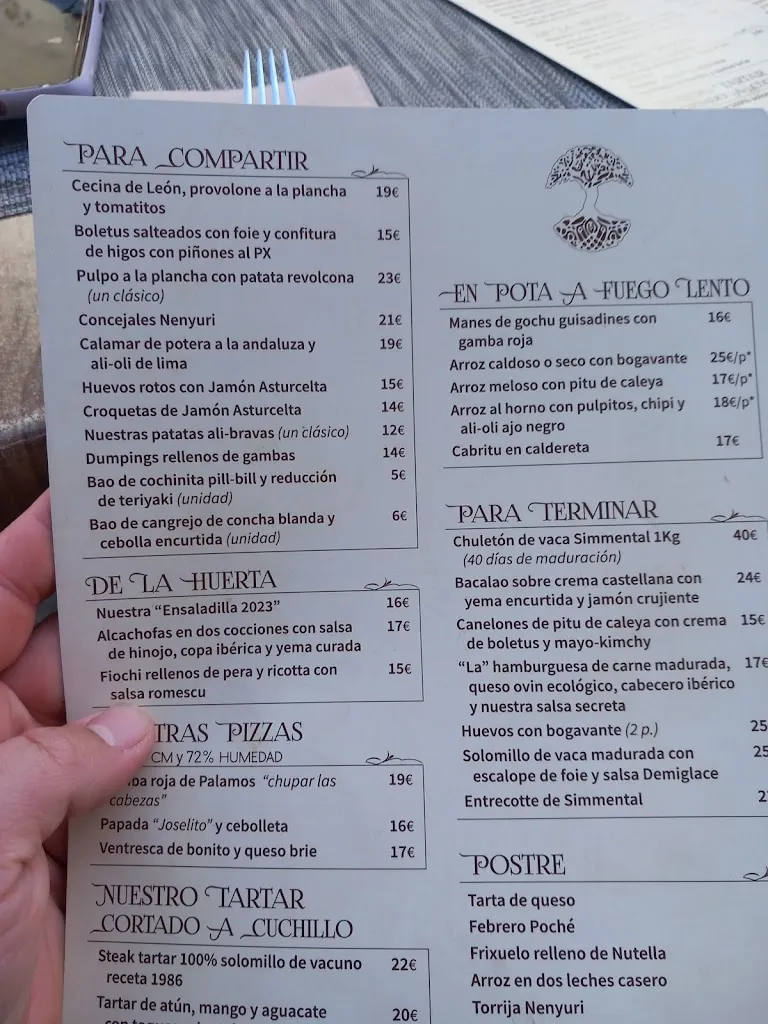 PARA COMPARTIR
Cecina de León, provolone a la plancha 19€
y tomatitos
Boletus salteados con foie y confitura 15€
de higos con piñones al PX
Pulpo a la plancha con patata revolcona 23€
(un clásico)
Concejales Nenyuri 21€
Calamar de potera a la andaluza y 19€
ali-oli de lima
Huevos rotos con Jamón Asturcelta 15€
Croquetas de Jamón Asturcelta 14€
Nuestras patatas ali-bravas (un clásico) 12€
Dumpings rellenos de gambas 14€
Bao de cochinita pill-bill y reducción 5€
de teriyaki (unidad)
Bao de cangrejo de concha blanda y 6€
cebolla encurtida (unidad)
DE LA HUERTA
Nuestra “Ensaladilla 2023” 16€
Alcachofas en dos cocciones con salsa 17€
de hinojo, copa ibérica y yema curada
Fiochi rellenos de pera y ricotta con 15€
salsa romescu
PIZZAS
CM y 72% HUMEDAD
roja de Palamos “chupar las 19€
cabezas”
Papada “Joselito” y cebolleta 16€
Ventresca de bonito y queso brie 17€
NUESTRO TARTAR
CORTADO A CUCHILLO
Steak tartar 100% solomillo de vacuno 22€
receta 1986
Tartar de atún, mango y aguacate 20€
EN POTA A FUEGO LENTO
Manes de gochu guisadines con 16€
gamba roja
Arroz caldoso o seco con bogavante 25€/p*
Arroz meloso con pitu de caleya 17€/p*
Arroz al horno con pulpitos, chipi y 18€/p*
ali-oli ajo negro
Cabritu en caldereta 17€
PARA TERMINAR
Chuletón de vaca Simmental 1Kg 40€
(40 días de maduración)
Bacalao sobre crema castellana con 24€
yema encurtida y jamón crujiente
Canelones de pitu de caleya con crema 15€
de boletus y mayo-kimchy
“La” hamburguesa de carne madurada, 17€
queso ovin ecológico, cabecero ibérico
y nuestra salsa secreta
Huevos con bogavante (2 p.) 25
Solomillo de vaca madurada con 25
escalope de foie y salsa Demiglace
Entrecotte de Simmental
POSTRE
Tarta de queso
Febrero Poché
Frixuelo relleno de Nutella
Arroz en dos leches casero
Torrija Nenyuri